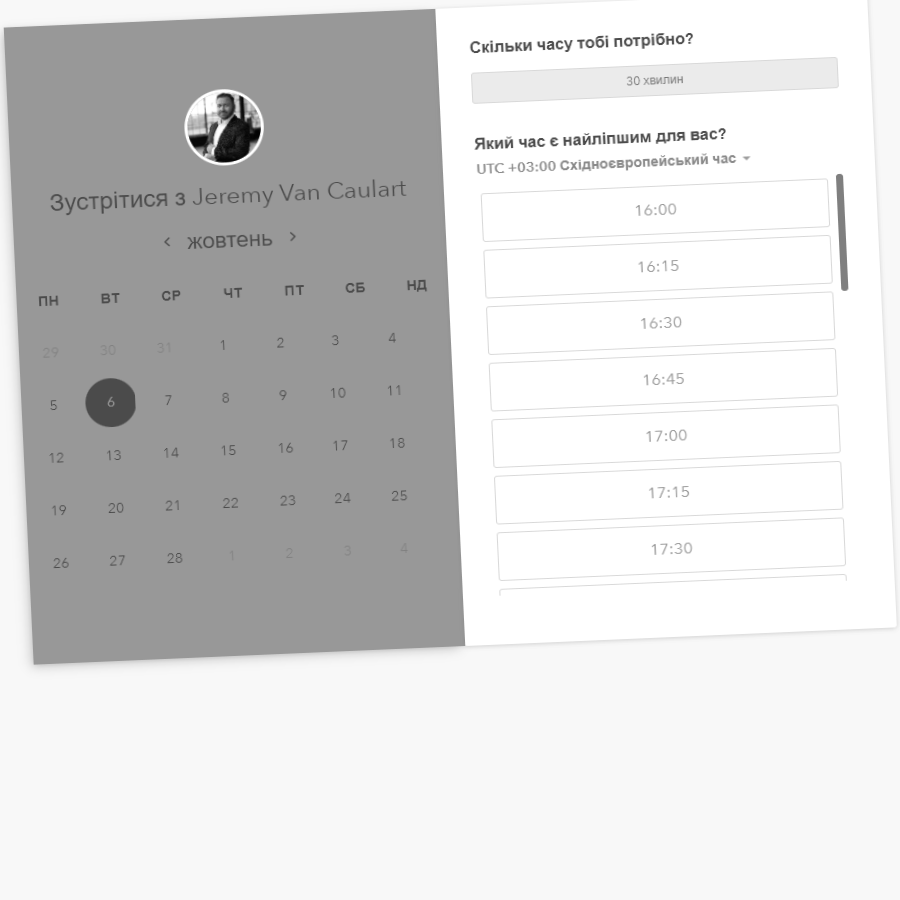 Зустрітися з Jeremy Van Caulart
жовтень
ПН ВТ СР ЧТ ПТ СБ НД
29 30 31 1 2 3 4
5 6 7 8 9 10 11
12 13 14 15 16 17 18
19 20 21 22 23 24 25
26 27 28 1 2 3 4
Скільки часу тобі потрібно?
30 хвилин
Який час є найліпшим для вас?
UTC +03:00 Східноєвропейський час
16:00
16:15
16:30
16:45
17:00
17:15
17:30